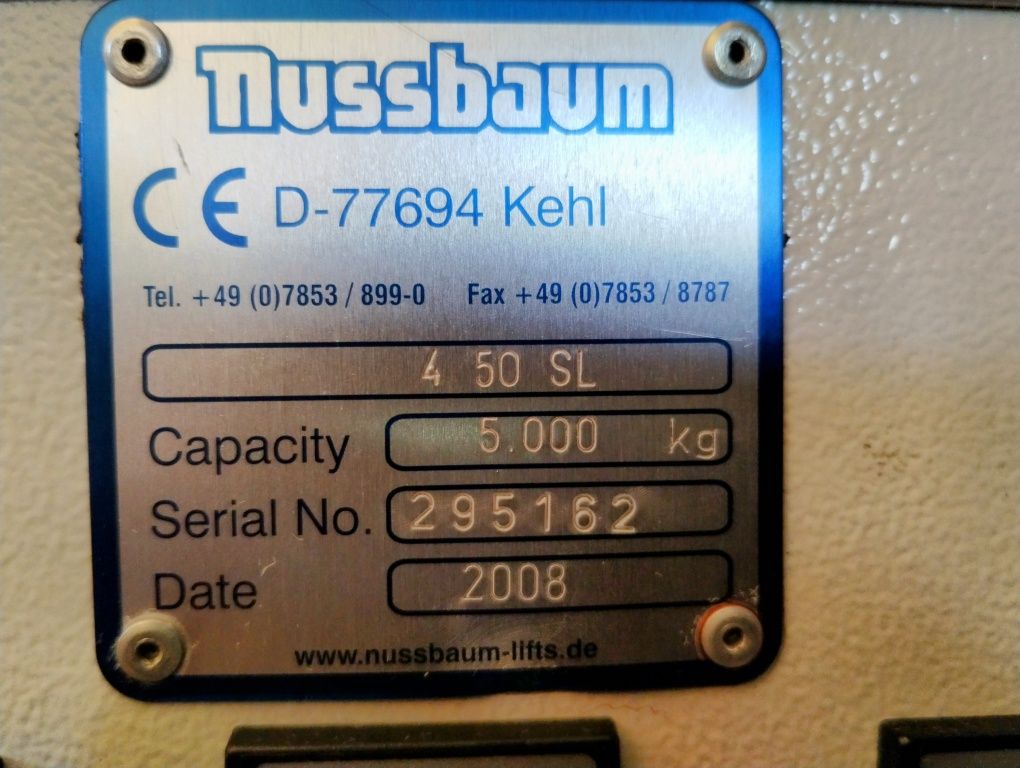 nussbaum
CE D-77694 Kehl
Tel. +49 (0)7853 / 899-0 Fax +49 (0)7853 / 8787
4 50 SL
Capacity 5.000 kg
Serial No. 295162
Date 2008
www.nussbaum-lifts.de